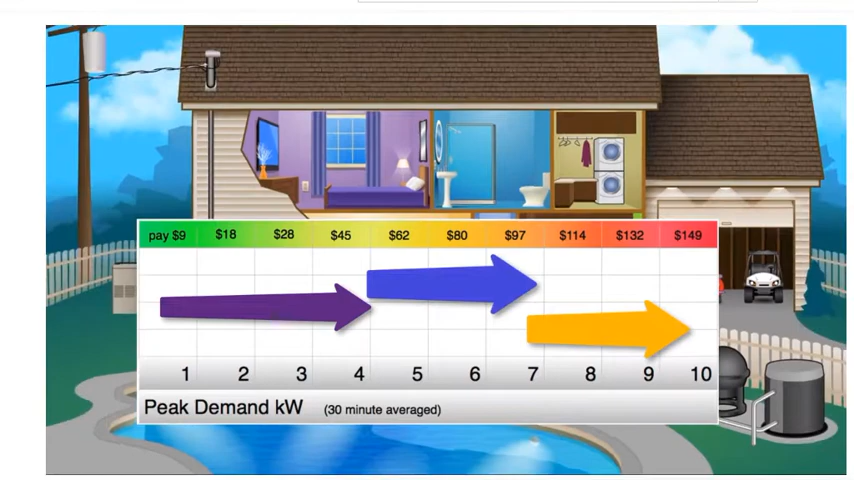 pay $9 $18 $28 $45 $62 $80 $97 $114 $132 $149
1 2 3 4 5 6 7 8 9 10
Peak Demand kW (30 minute averaged)